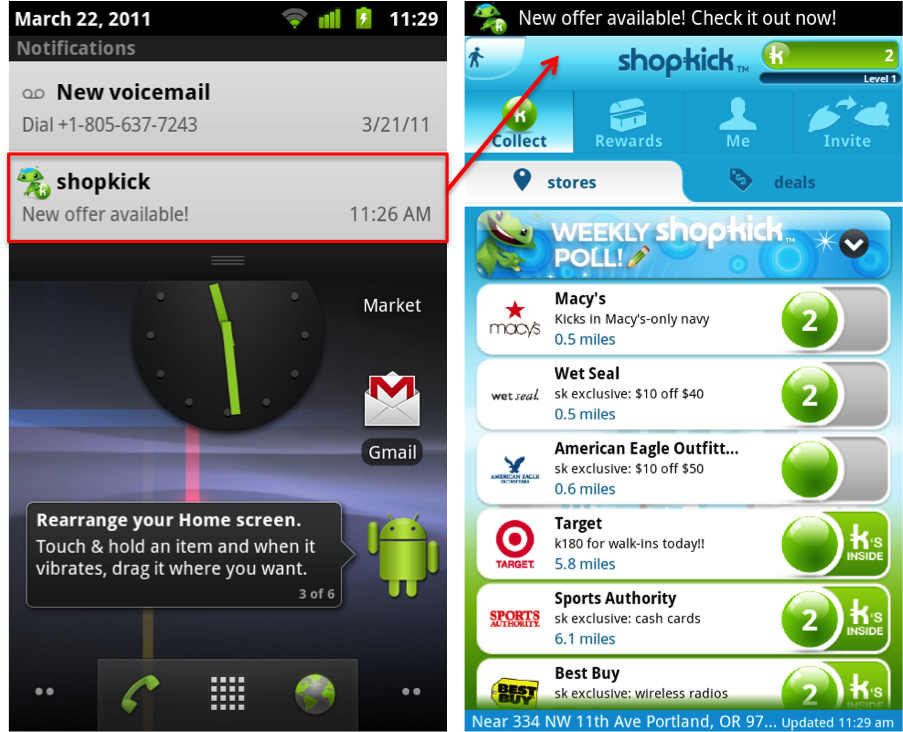 March 22, 2011 11:29
Notifications
New voicemail
Dial +1-805-637-7243 3/21/11
shopkick
New offer available! 11:26 AM
Market
Gmail
Rearrange your Home screen.
Touch & hold an item and when it
vibrates, drag it where you want.
3 of 6
New offer available! Check it out now!
shopkick™ k 2
Level 1
k
Collect Rewards Me Invite
stores deals
WEEKLY shopkick™
POLL!
Macy's
macy's Kicks in Macy's-only navy 2
0.5 miles
Wet Seal
wet seal. sk exclusive: $10 off $40 2
0.5 miles
American Eagle Outfitt...
sk exclusive: $10 off $50
AMERICAN EAGLE
OUTFITTERS
0.6 miles
Target
k180 for walk-ins today!! k's
INSIDE
TARGET. 5.8 miles
Sports Authority
SPORTS
AUTHORITY. sk exclusive: cash cards 2 k's
INSIDE
6.1 miles
Best Buy
BEST
BUY sk exclusive: wireless radios 2 k's
INSIDE
Near 334 NW 11th Ave Portland, OR 97... Updated 11:29 am